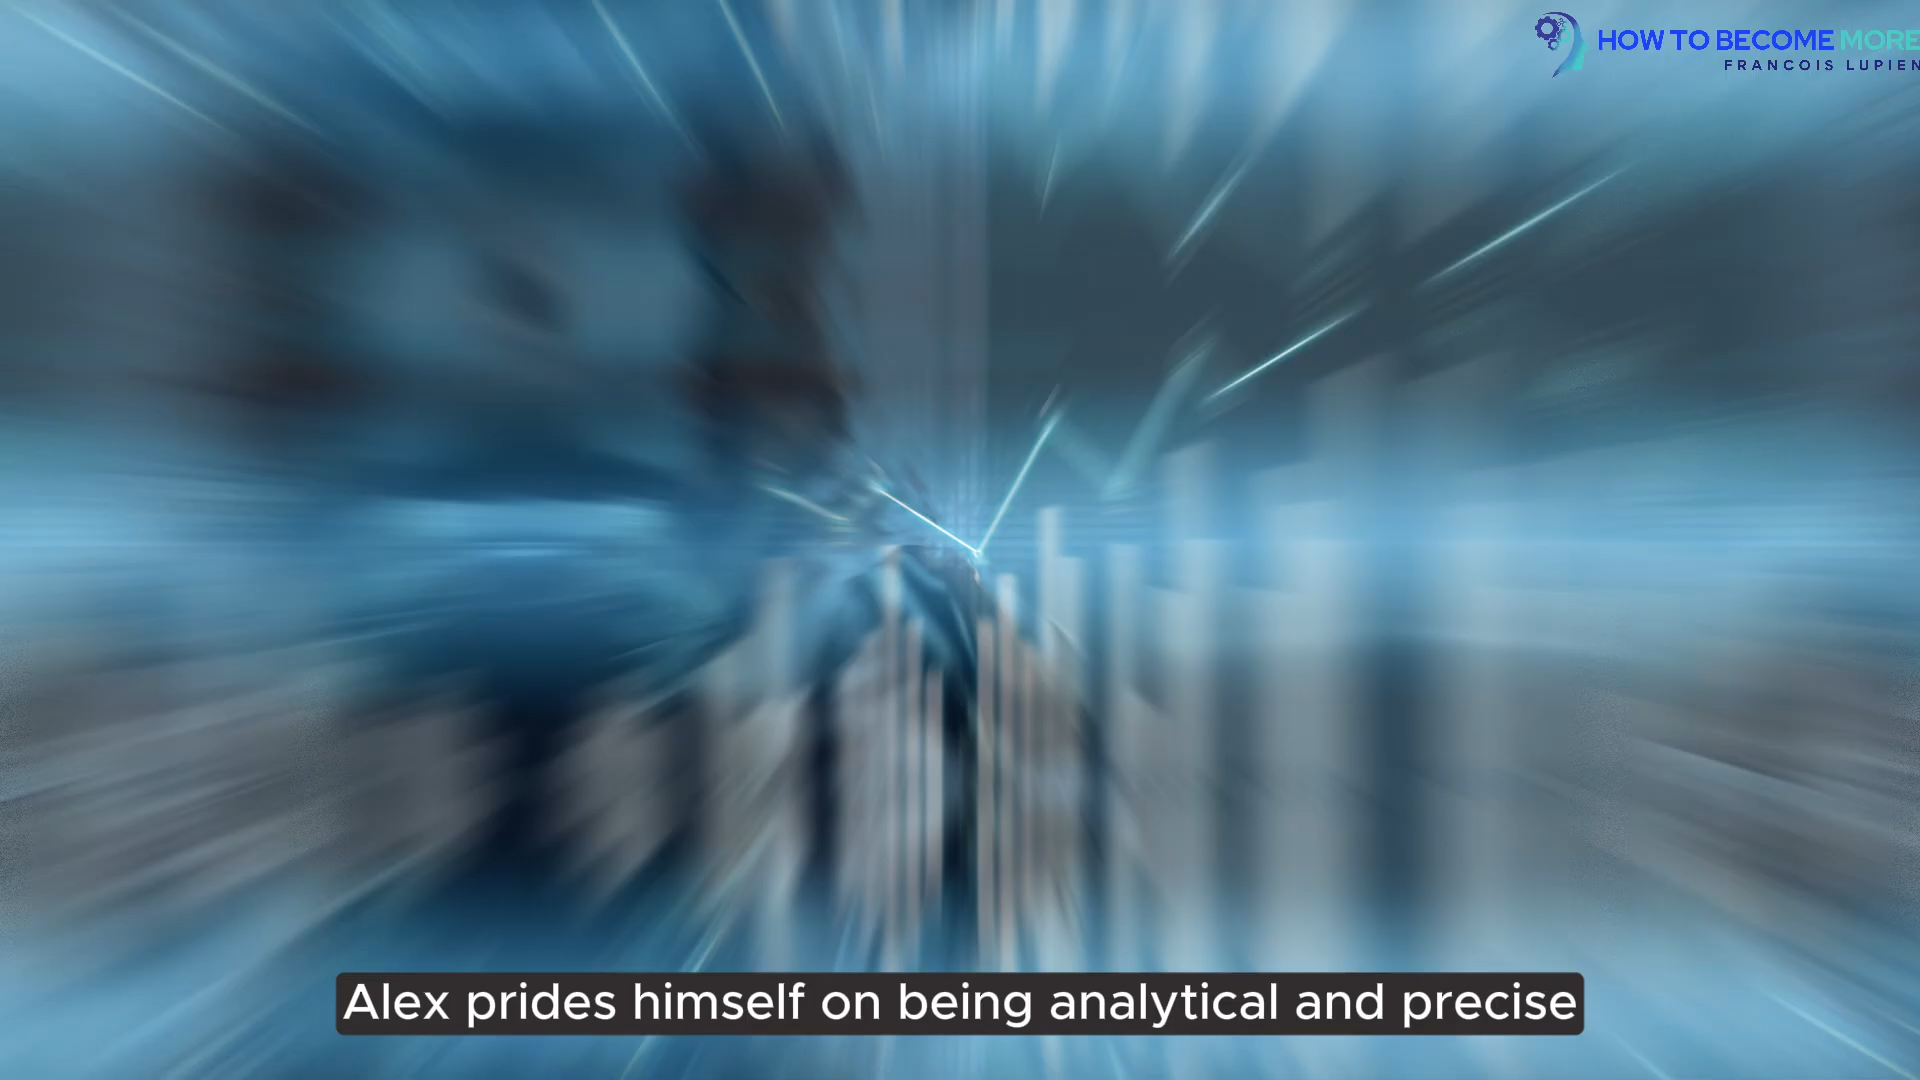 HOW TO BECOME MORE
FRANCOIS LUPIEN
Alex prides himself on being analytical and precise